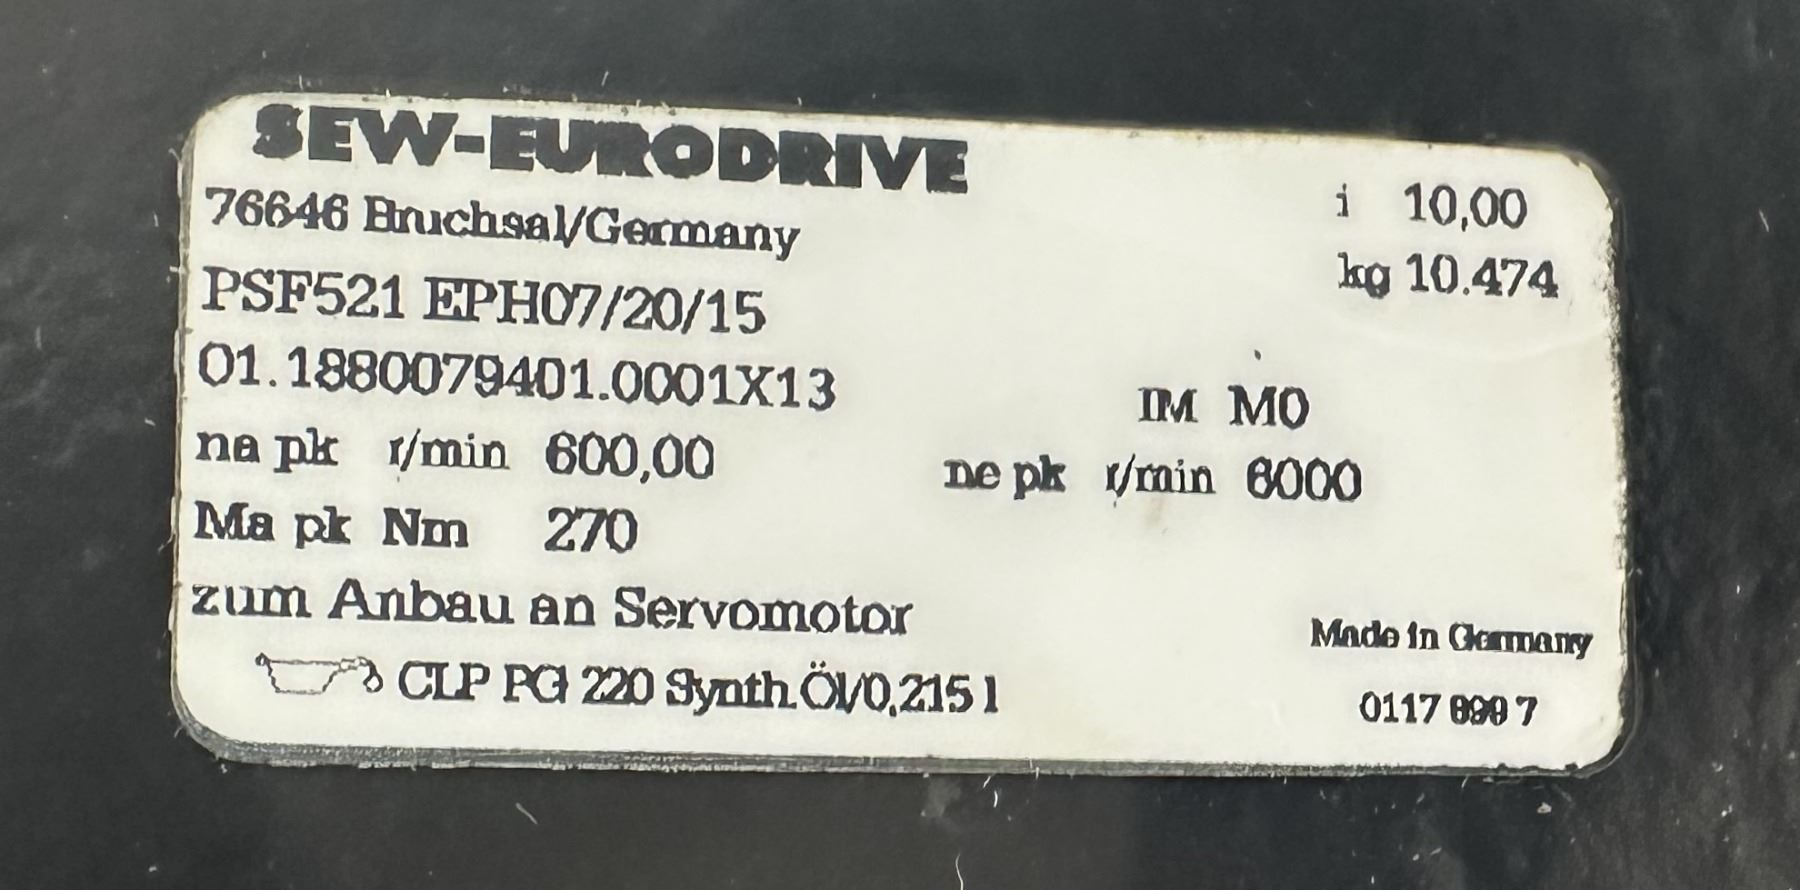 SEW-EURODRIVE
76646 Bruchsal/Germany
i 10,00
kg 10.474
PSF521 EPH07/20/15
01.1880079401.0001X13
IM M0
na pk r/min 600,00
ne pk r/min 6000
Ma pk Nm 270
zum Anbau an Servomotor
Made in Germany
CLP PG 220 Synth.Öl/0,215 l
0117